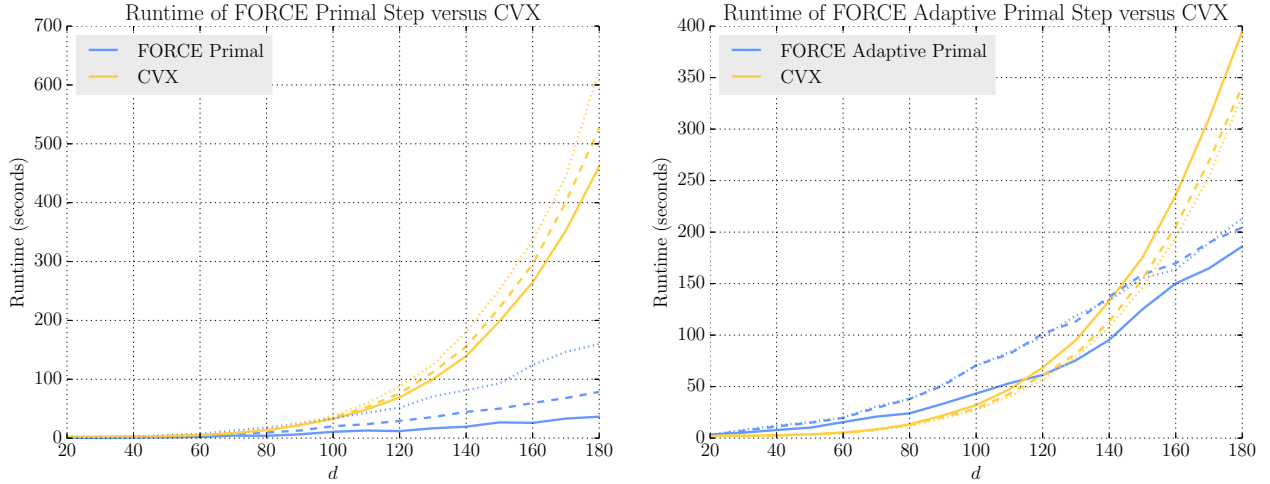 Runtime of FORCE Primal Step versus CVX
700
600
500
400
300
200
100
0
20 40 60 80 100 120 140 160 180
d
Runtime (seconds)
FORCE Primal
CVX
Runtime of FORCE Adaptive Primal Step versus CVX
400
350
300
250
200
150
100
50
0
20 40 60 80 100 120 140 160 180
d
Runtime (seconds)
FORCE Adaptive Primal
CVX